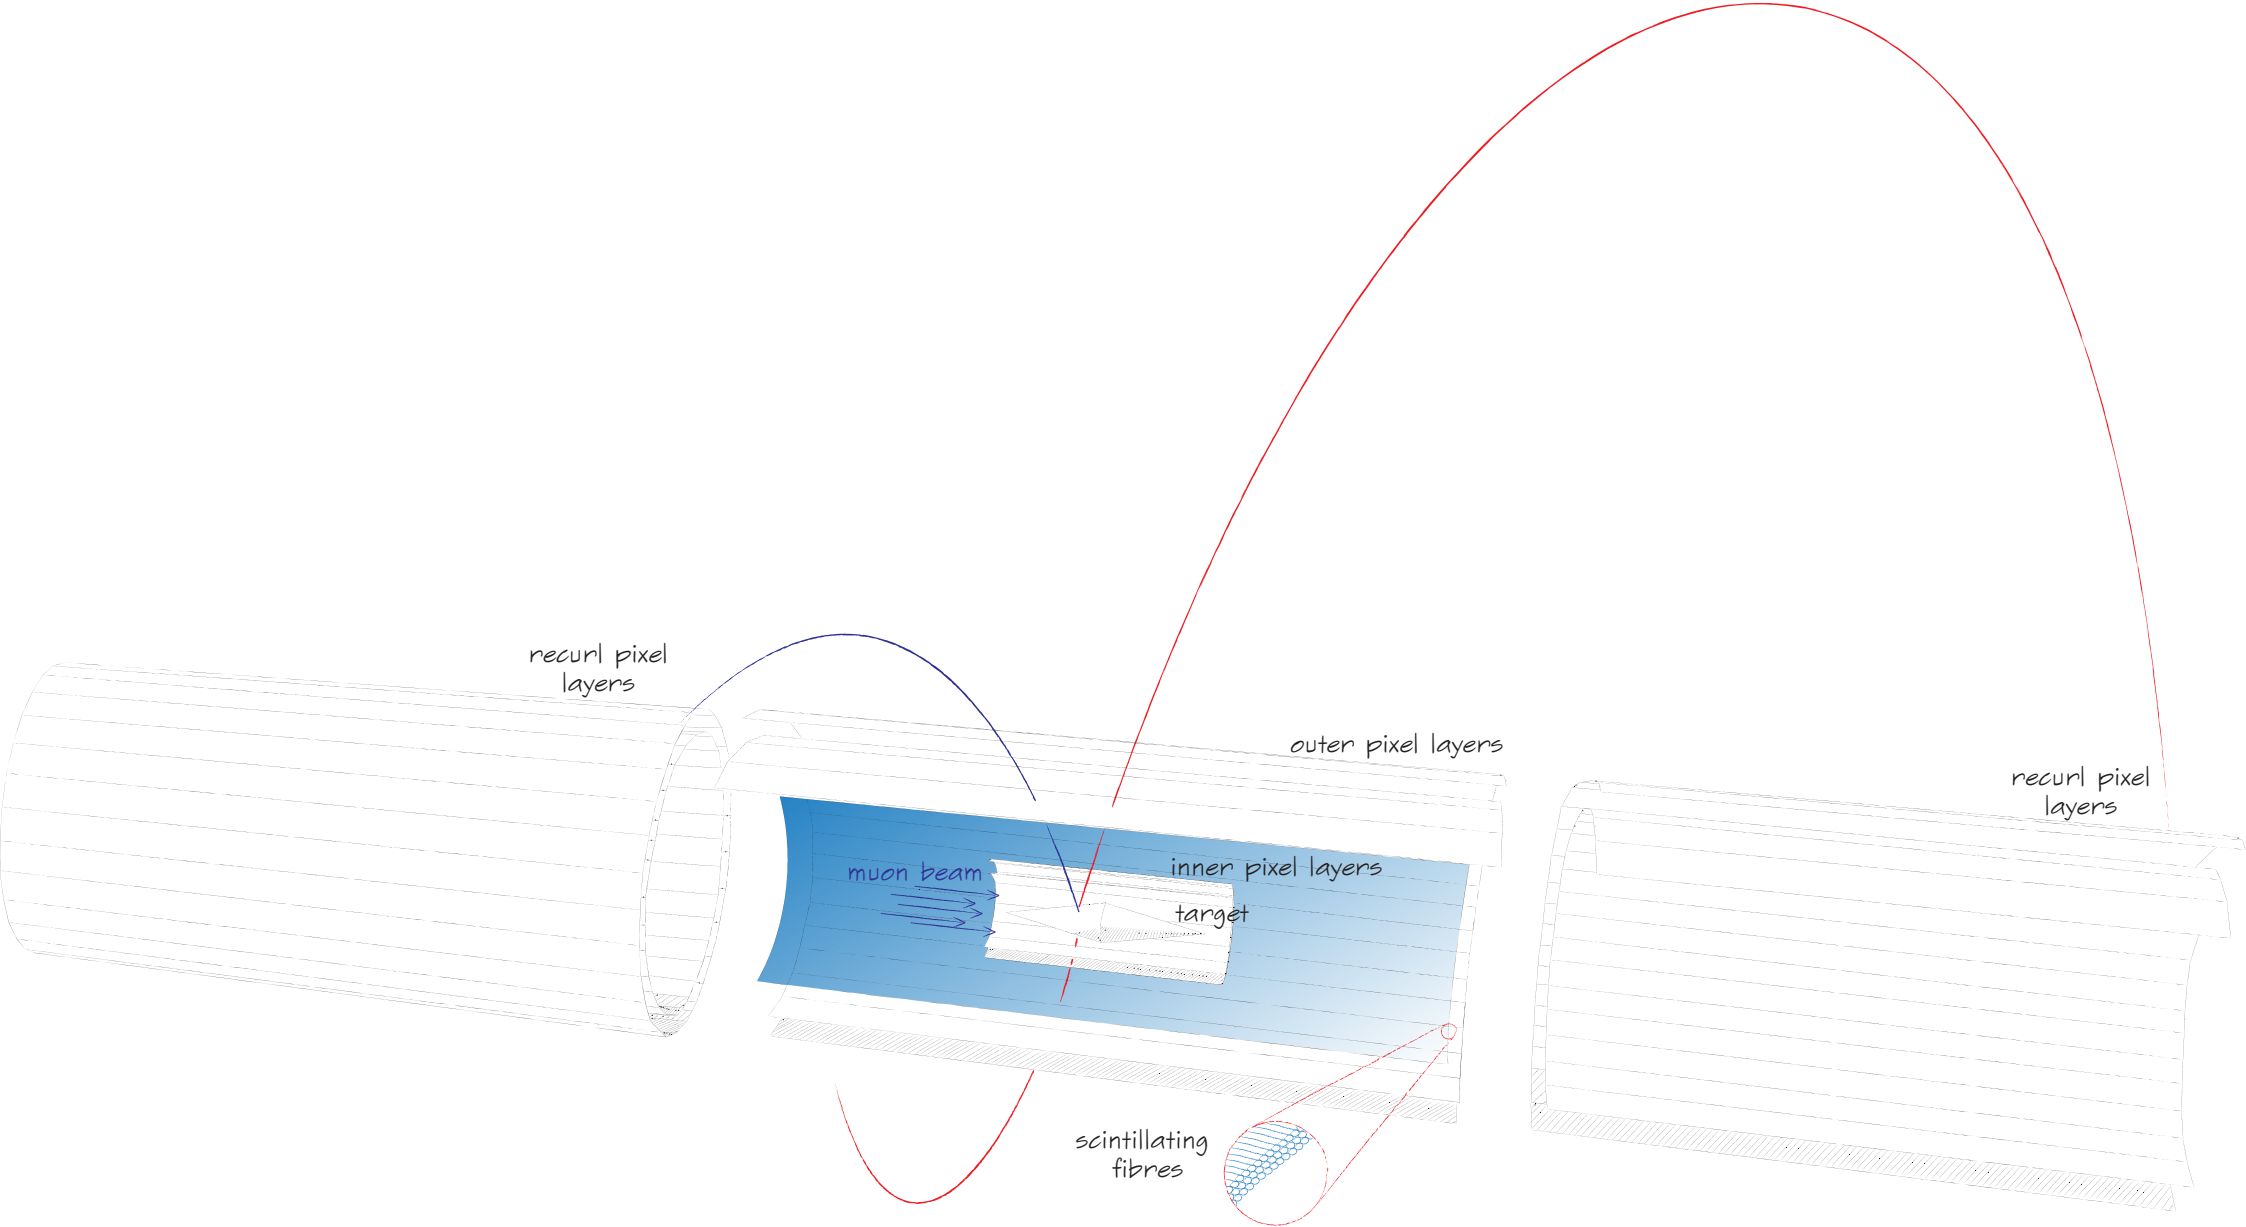 recurl pixel
layers
outer pixel layers
recurl pixel
layers
muon beam
inner pixel layers
target
scintillating
fibres